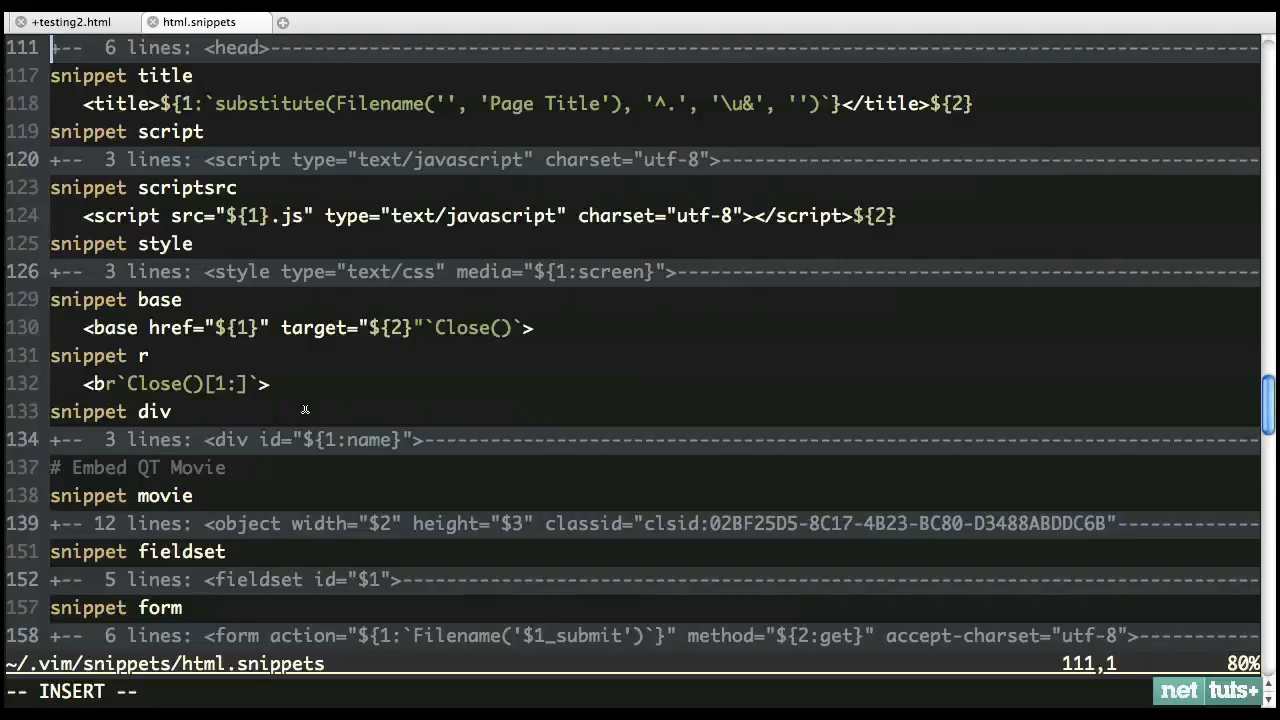 +testing2.html html.snippets
111 +-- 6 lines: <head>-----------------------------------------------------------------------------------------
117 snippet title
118 <title>${1:`substitute(Filename('', 'Page Title'), '^.', '\u&', '')`}</title>${2}
119 snippet script
120 +-- 3 lines: <script type="text/javascript" charset="utf-8">-------------------------------------------------
123 snippet scriptsrc
124 <script src="${1}.js" type="text/javascript" charset="utf-8"></script>${2}
125 snippet style
126 +-- 3 lines: <style type="text/css" media="${1:screen}">-----------------------------------------------------
129 snippet base
130 <base href="${1}" target="${2}"`Close()`>
131 snippet r
132 <br`Close()[1:]`>
133 snippet div
134 +-- 3 lines: <div id="${1:name}">----------------------------------------------------------------------------
137 # Embed QT Movie
138 snippet movie
139 +-- 12 lines: <object width="$2" height="$3" classid="clsid:02BF25D5-8C17-4B23-BC80-D3488ABDDC6B"-------------
151 snippet fieldset
152 +-- 5 lines: <fieldset id="$1">------------------------------------------------------------------------------
157 snippet form
158 +-- 6 lines: <form action="${1:`Filename('$1_submit')`}" method="${2:get}" accept-charset="utf-8">-----------
~/.vim/snippets/html.snippets 111,1 80%
-- INSERT --
net tuts+